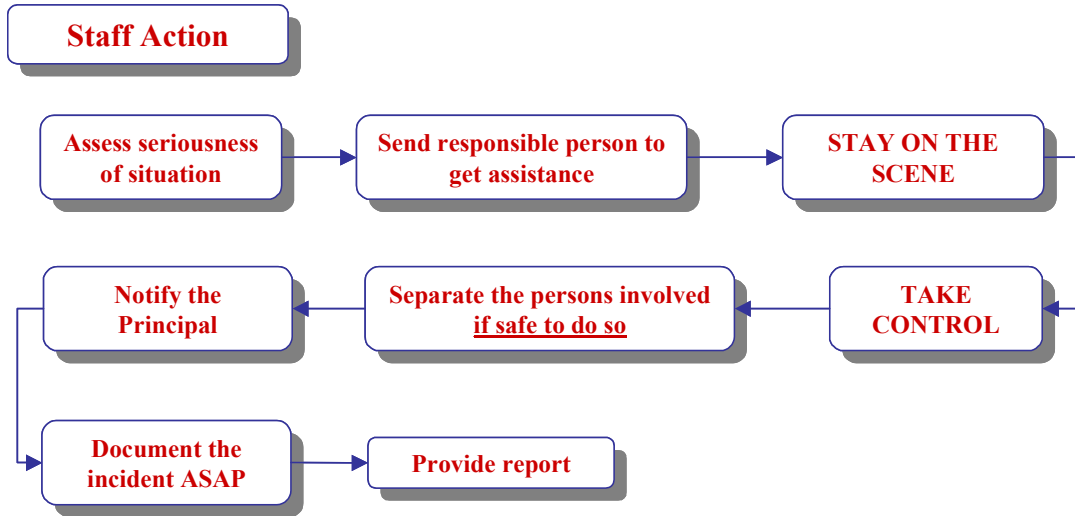 Staff Action
Assess seriousness
of situation
Send responsible person to
get assistance
STAY ON THE
SCENE
TAKE
CONTROL
Separate the persons involved
if safe to do so
Notify the
Principal
Document the
incident ASAP
Provide report